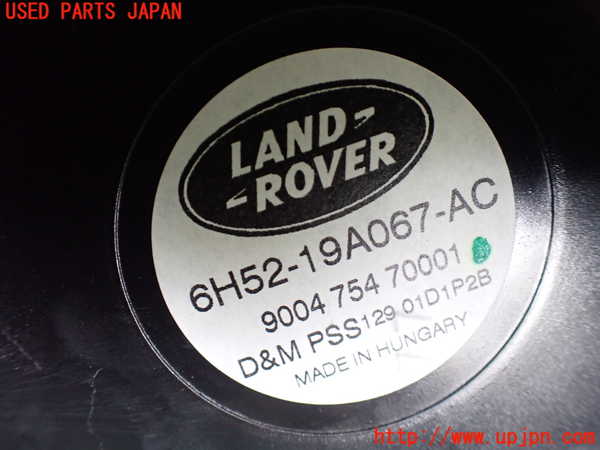 USED PARTS JAPAN
LAND-
-ROVER
6H52-19A067-AC
9004 754 70001
D&M PSS129 01D1P2B
MADE IN HUNGARY
http://www.upjpn.com